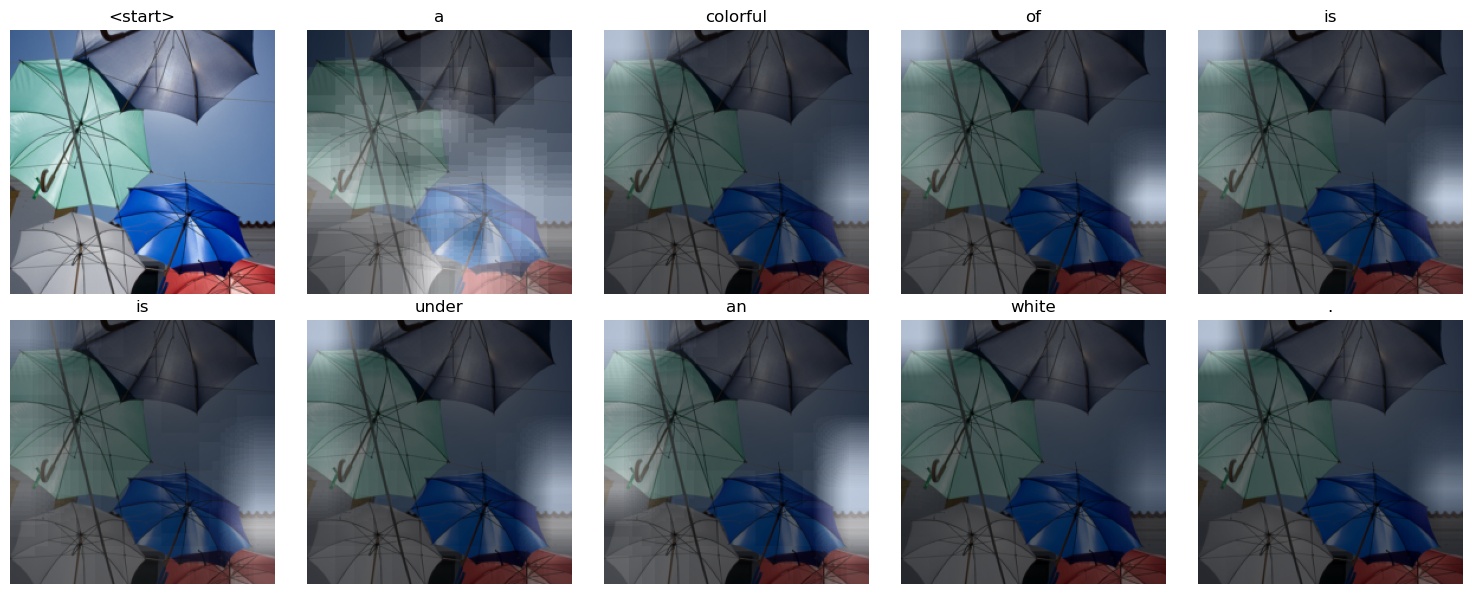 <start> a colorful of is
is under an white .